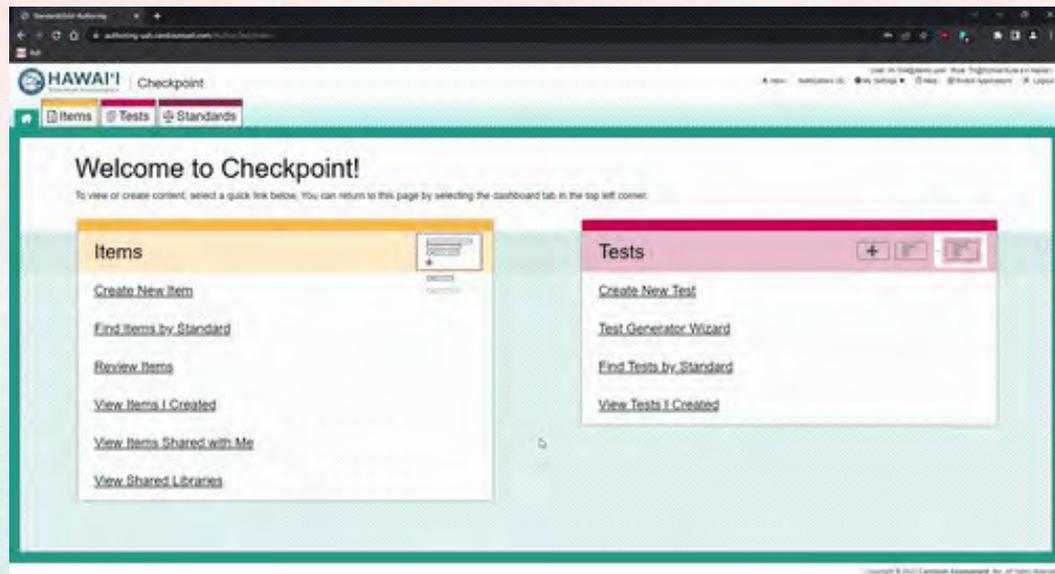 HAWAI'I
Checkpoint
Items
Tests
Standards
Welcome to Checkpoint!
To view or create content, select a quick link below. You can return to this page by selecting the dashboard tab in the top left corner.
Items
Create New Item
Find Items by Standard
Review Items
View Items I Created
View Items Shared with Me
View Shared Libraries
Tests
Create New Test
Test Generator Wizard
Find Tests by Standard
View Tests I Created